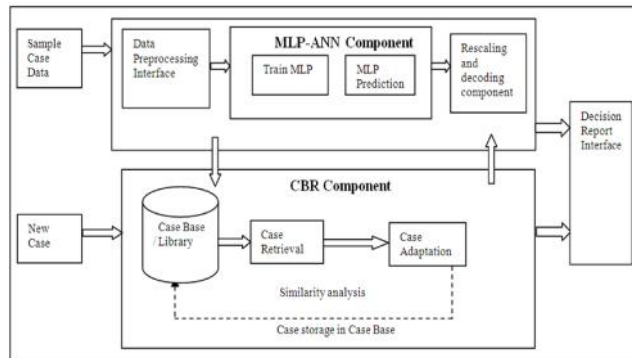 Sample
Case
Data
Data
Preprocessing
Interface
MLP-ANN Component
Train MLP
MLP
Prediction
Rescaling
and
decoding
component
Decision
Report
Interface
CBR Component
New
Case
Case Base
/ Library
Case
Retrieval
Case
Adaptation
Similarity analysis
Case storage in Case Base